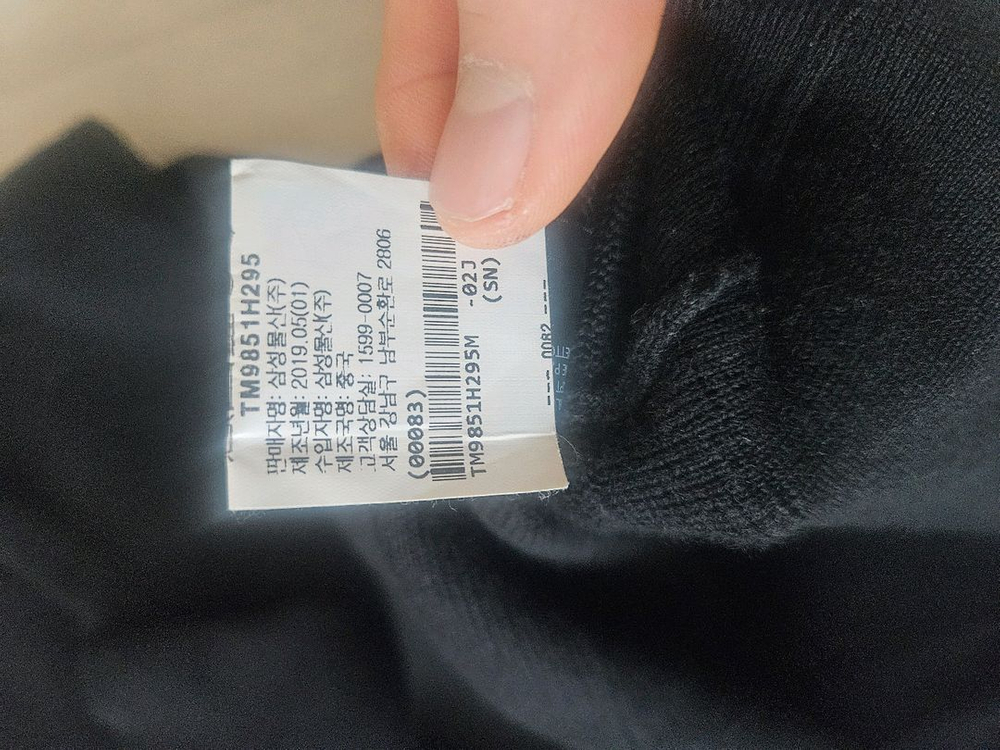 TM9851H295
판매자명: 삼성물산(주)
제조년월: 2019.05(01)
수입자명: 삼성물산(주)
제조국명: 중국
고객상담실: 1599-0007
서울 강남구 남부순환로 2806
(00083)
TM9851H295M -02J
(SN)
--- 0082 ---